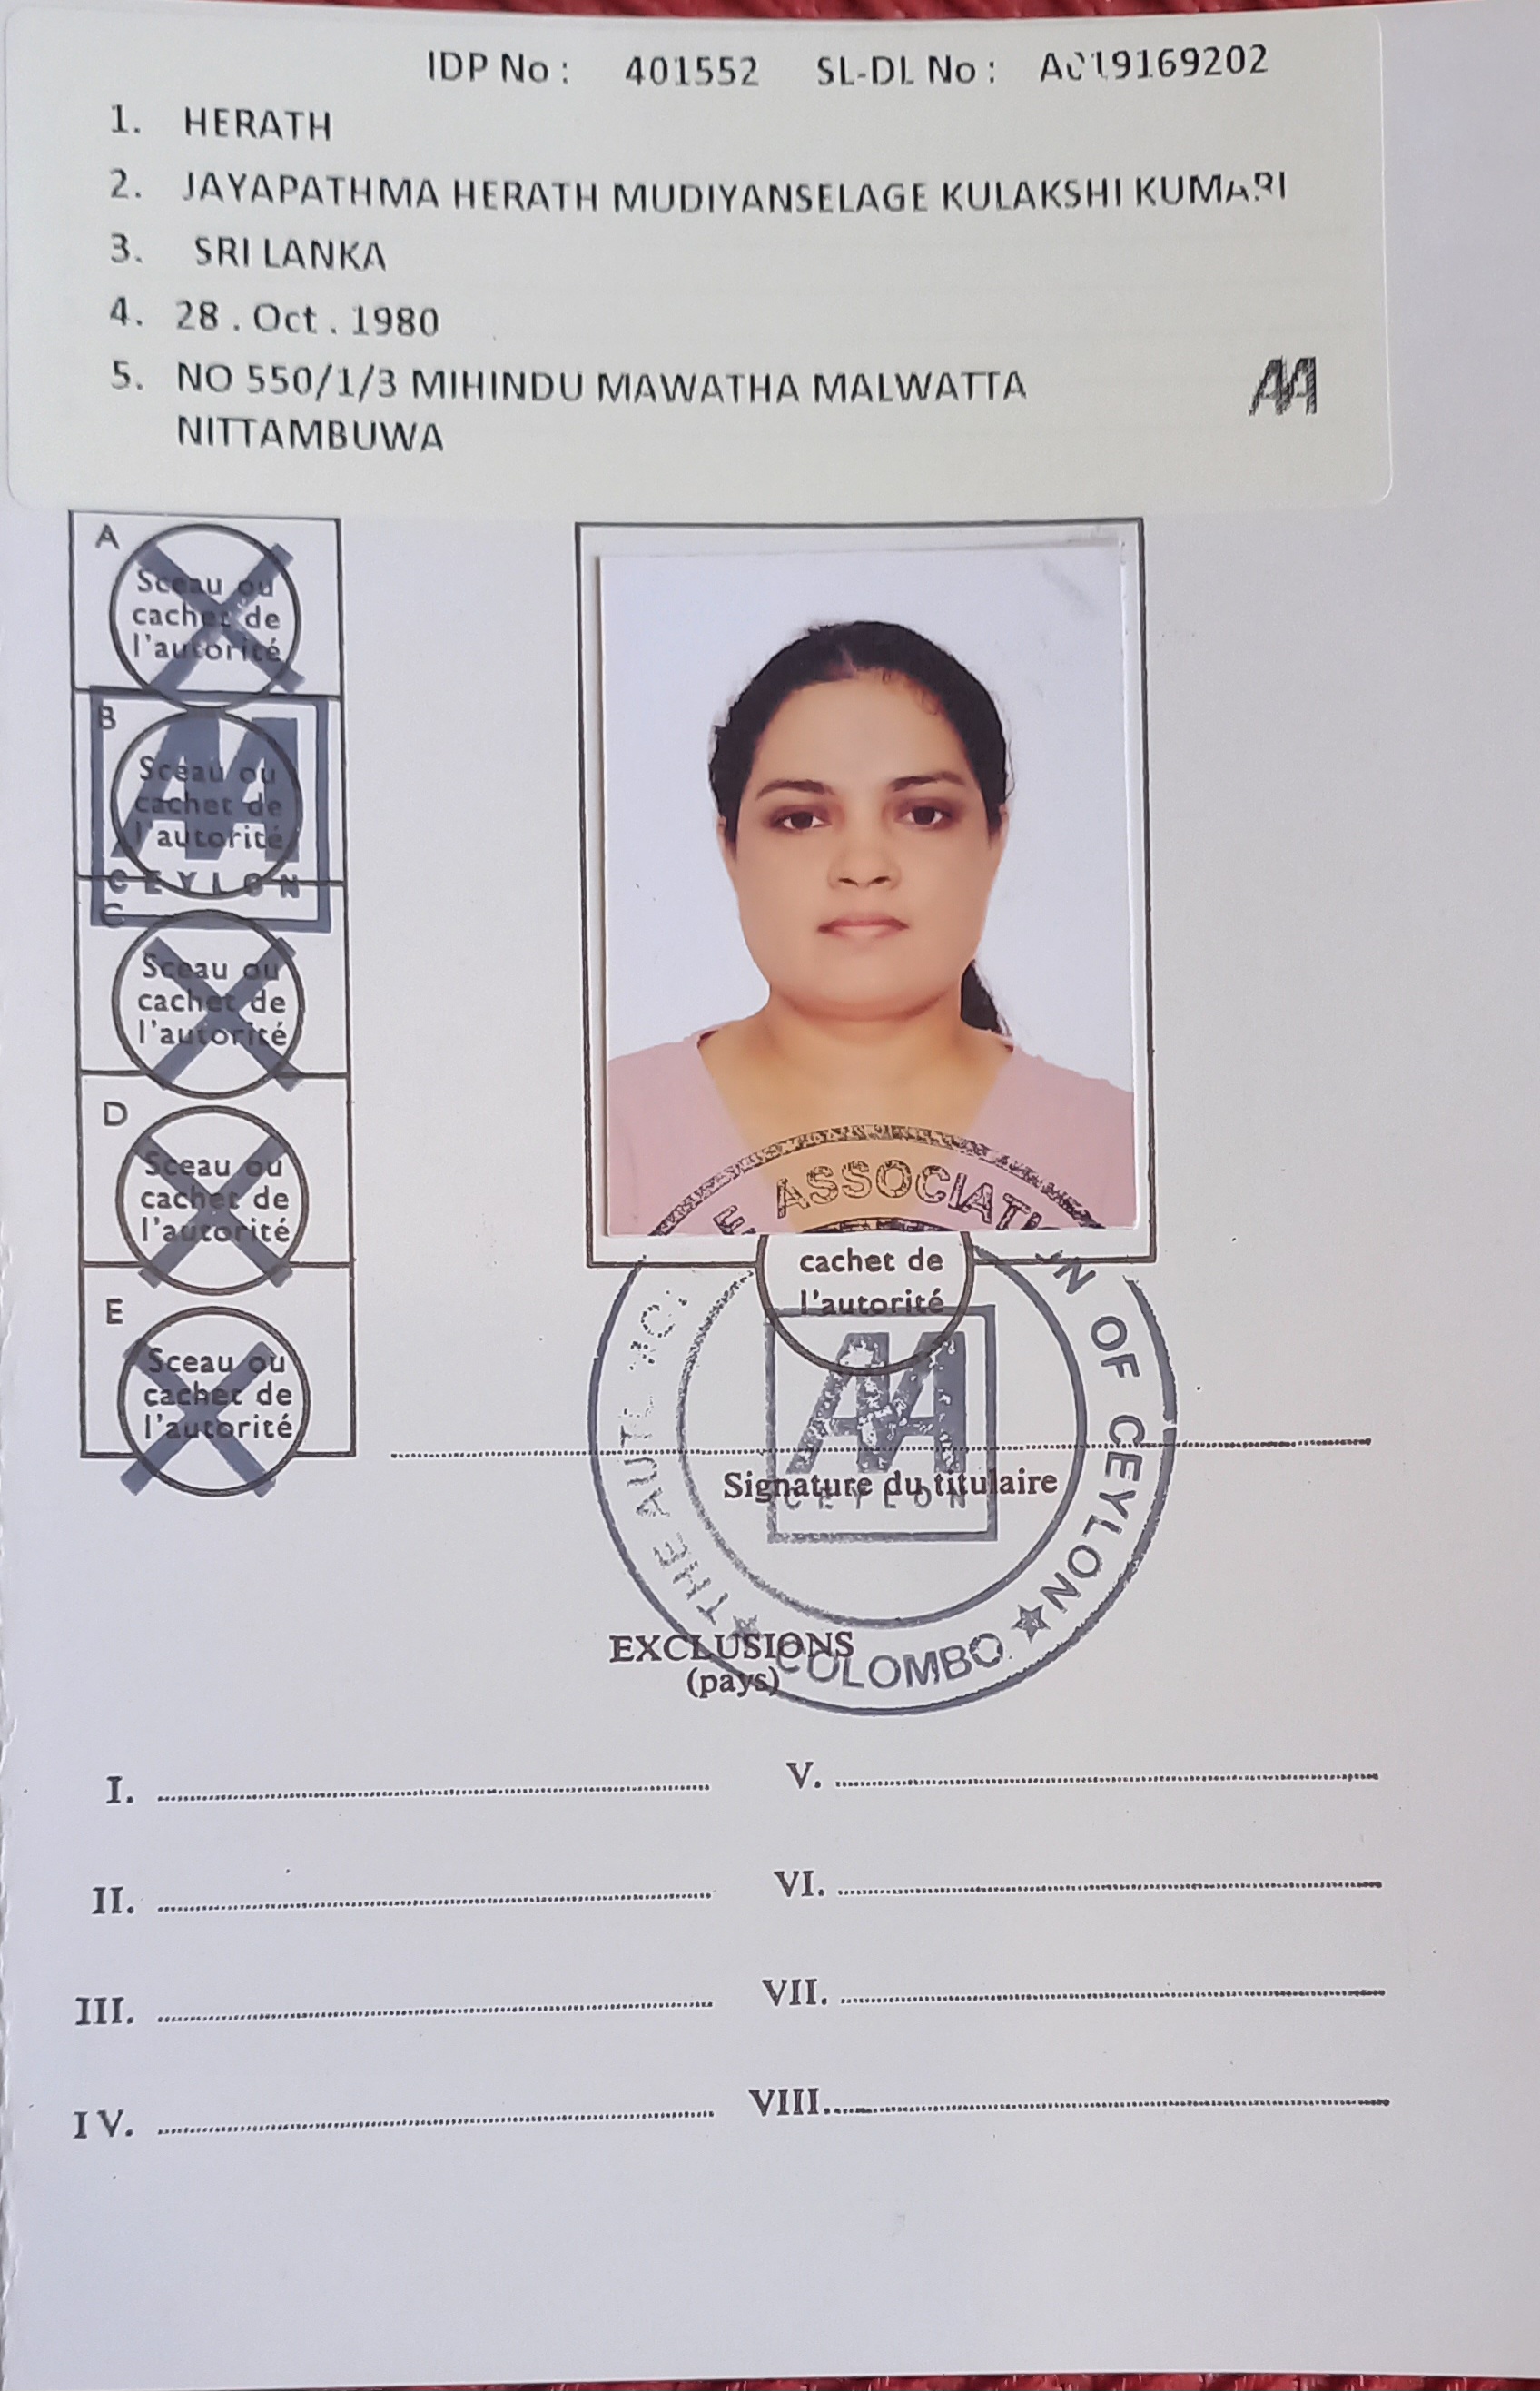 IDP No : 401552 SL-DL No : A019169202
1. HERATH
2. JAYAPATHMA HERATH MUDIYANSELAGE KULAKSHI KUMARI
3. SRI LANKA
4. 28 . Oct . 1980
5. NO 550/1/3 MIHINDU MAWATHA MALWATTA
NITTAMBUWA
AA
A
Sceau ou
cachet de
l'autorité
B
AA
Sceau ou
cachet de
l'autorité
CEYLON
C
Sceau ou
cachet de
l'autorité
D
Sceau ou
cachet de
l'autorité
E
Sceau ou
cachet de
l'autorité
cachet de
l'autorité
ASSOCIATION OF CEYLON
THE
COLOMBO
AA
CEYLON
Signature du titulaire
EXCLUSIONS
(pays)
I. V.
II. VI.
III. VII.
IV. VIII.